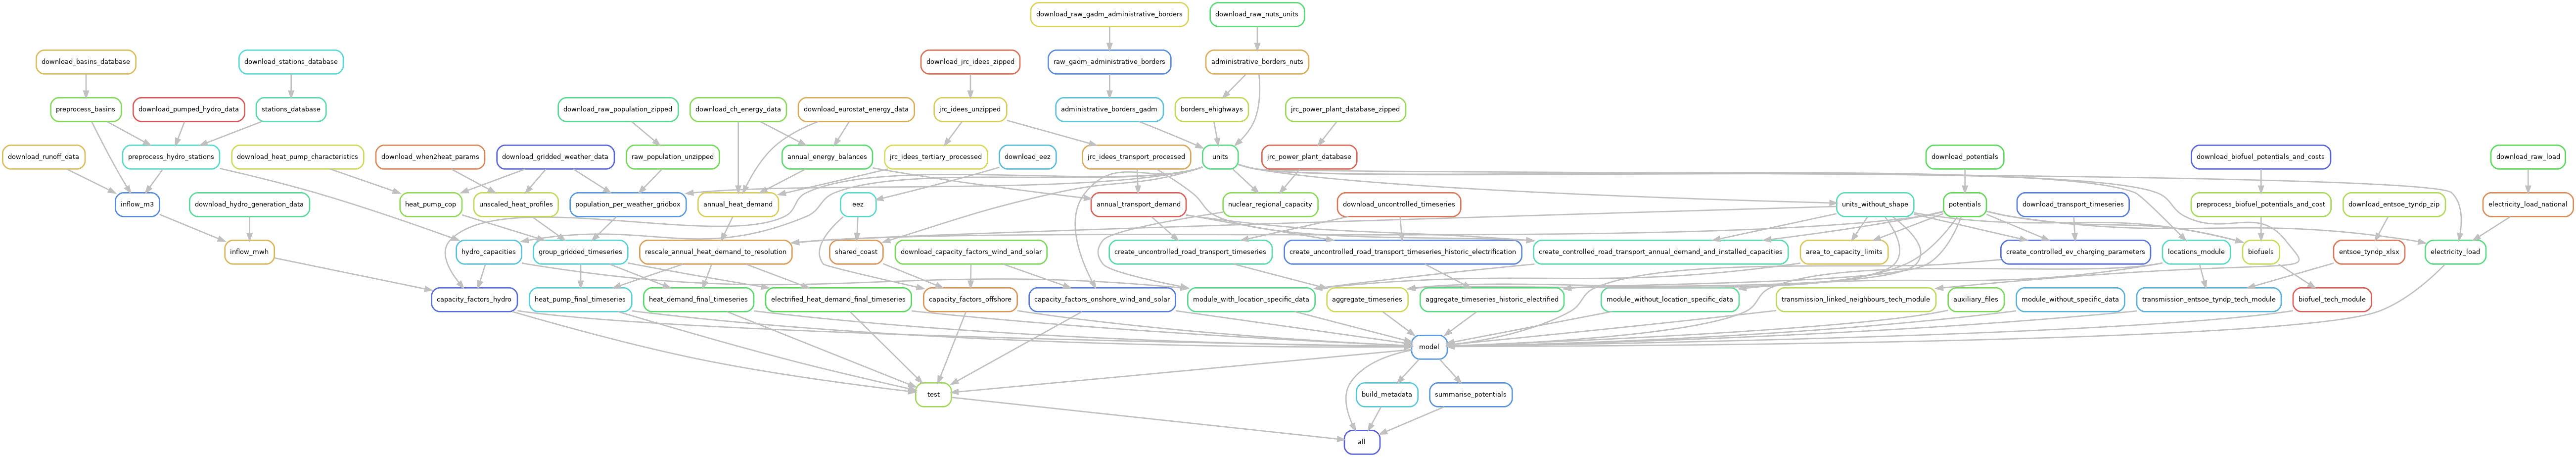 download_raw_gadm_administrative_borders
download_raw_nuts_units
download_basins_database
download_stations_database
download_jrc_idees_zipped
raw_gadm_administrative_borders
administrative_borders_nuts
preprocess_basins
download_pumped_hydro_data
stations_database
download_raw_population_zipped
download_ch_energy_data
download_eurostat_energy_data
jrc_idees_unzipped
administrative_borders_gadm
borders_ehighways
jrc_power_plant_database_zipped
download_runoff_data
preprocess_hydro_stations
download_heat_pump_characteristics
download_when2heat_params
download_gridded_weather_data
raw_population_unzipped
annual_energy_balances
jrc_idees_tertiary_processed
download_eez
jrc_idees_transport_processed
units
jrc_power_plant_database
download_potentials
download_biofuel_potentials_and_costs
download_raw_load
inflow_m3
download_hydro_generation_data
heat_pump_cop
unscaled_heat_profiles
population_per_weather_gridbox
annual_heat_demand
eez
annual_transport_demand
nuclear_regional_capacity
download_uncontrolled_timeseries
units_without_shape
potentials
download_transport_timeseries
preprocess_biofuel_potentials_and_cost
download_entsoe_tyndp_zip
electricity_load_national
inflow_mwh
hydro_capacities
group_gridded_timeseries
rescale_annual_heat_demand_to_resolution
shared_coast
download_capacity_factors_wind_and_solar
create_uncontrolled_road_transport_timeseries
create_uncontrolled_road_transport_timeseries_historic_electrification
create_controlled_road_transport_annual_demand_and_installed_capacities
area_to_capacity_limits
create_controlled_ev_charging_parameters
locations_module
biofuels
entsoe_tyndp_xlsx
electricity_load
capacity_factors_hydro
heat_pump_final_timeseries
heat_demand_final_timeseries
electrified_heat_demand_final_timeseries
capacity_factors_offshore
capacity_factors_onshore_wind_and_solar
module_with_location_specific_data
aggregate_timeseries
aggregate_timeseries_historic_electrified
module_without_location_specific_data
transmission_linked_neighbours_tech_module
auxiliary_files
module_without_specific_data
transmission_entsoe_tyndp_tech_module
biofuel_tech_module
model
test
build_metadata
summarise_potentials
all